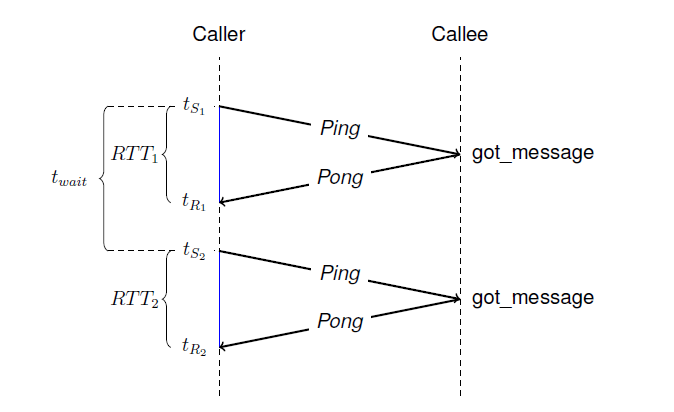 Caller Callee
t_{S_1}
Ping
RTT_1 got_message
t_{wait} Pong
t_{R_1}
t_{S_2}
Ping
RTT_2 got_message
Pong
t_{R_2}